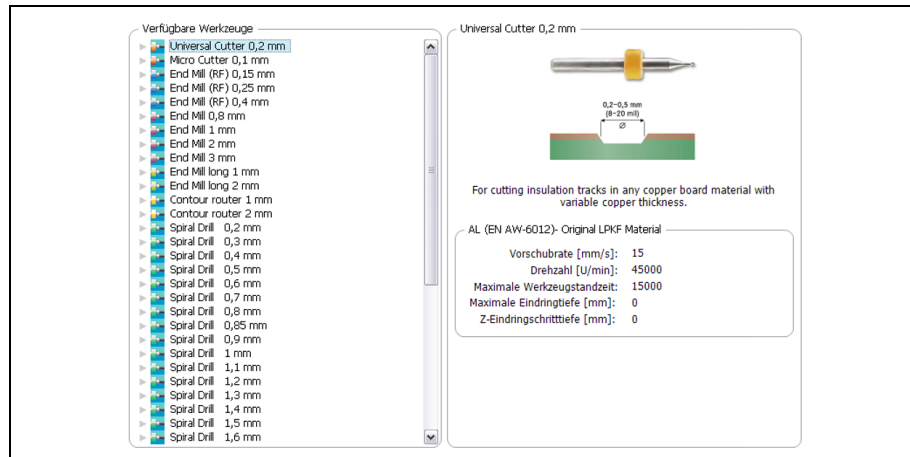 Verfügbare Werkzeuge
Universal Cutter 0,2 mm
Micro Cutter 0,1 mm
End Mill (RF) 0,15 mm
End Mill (RF) 0,25 mm
End Mill (RF) 0,4 mm
End Mill 0,8 mm
End Mill 1 mm
End Mill 2 mm
End Mill 3 mm
End Mill long 1 mm
End Mill long 2 mm
Contour router 1 mm
Contour router 2 mm
Spiral Drill 0,2 mm
Spiral Drill 0,3 mm
Spiral Drill 0,4 mm
Spiral Drill 0,5 mm
Spiral Drill 0,6 mm
Spiral Drill 0,7 mm
Spiral Drill 0,8 mm
Spiral Drill 0,85 mm
Spiral Drill 0,9 mm
Spiral Drill 1 mm
Spiral Drill 1,1 mm
Spiral Drill 1,2 mm
Spiral Drill 1,3 mm
Spiral Drill 1,4 mm
Spiral Drill 1,5 mm
Spiral Drill 1,6 mm
Universal Cutter 0,2 mm
0,2–0,5 mm
(8–20 mil)
Ø
For cutting insulation tracks in any copper board material with
variable copper thickness.
AL (EN AW-6012)- Original LPKF Material
Vorschubrate [mm/s]: 15
Drehzahl [U/min]: 45000
Maximale Werkzeugstandzeit: 15000
Maximale Eindringtiefe [mm]: 0
Z-Eindringschritttiefe [mm]: 0